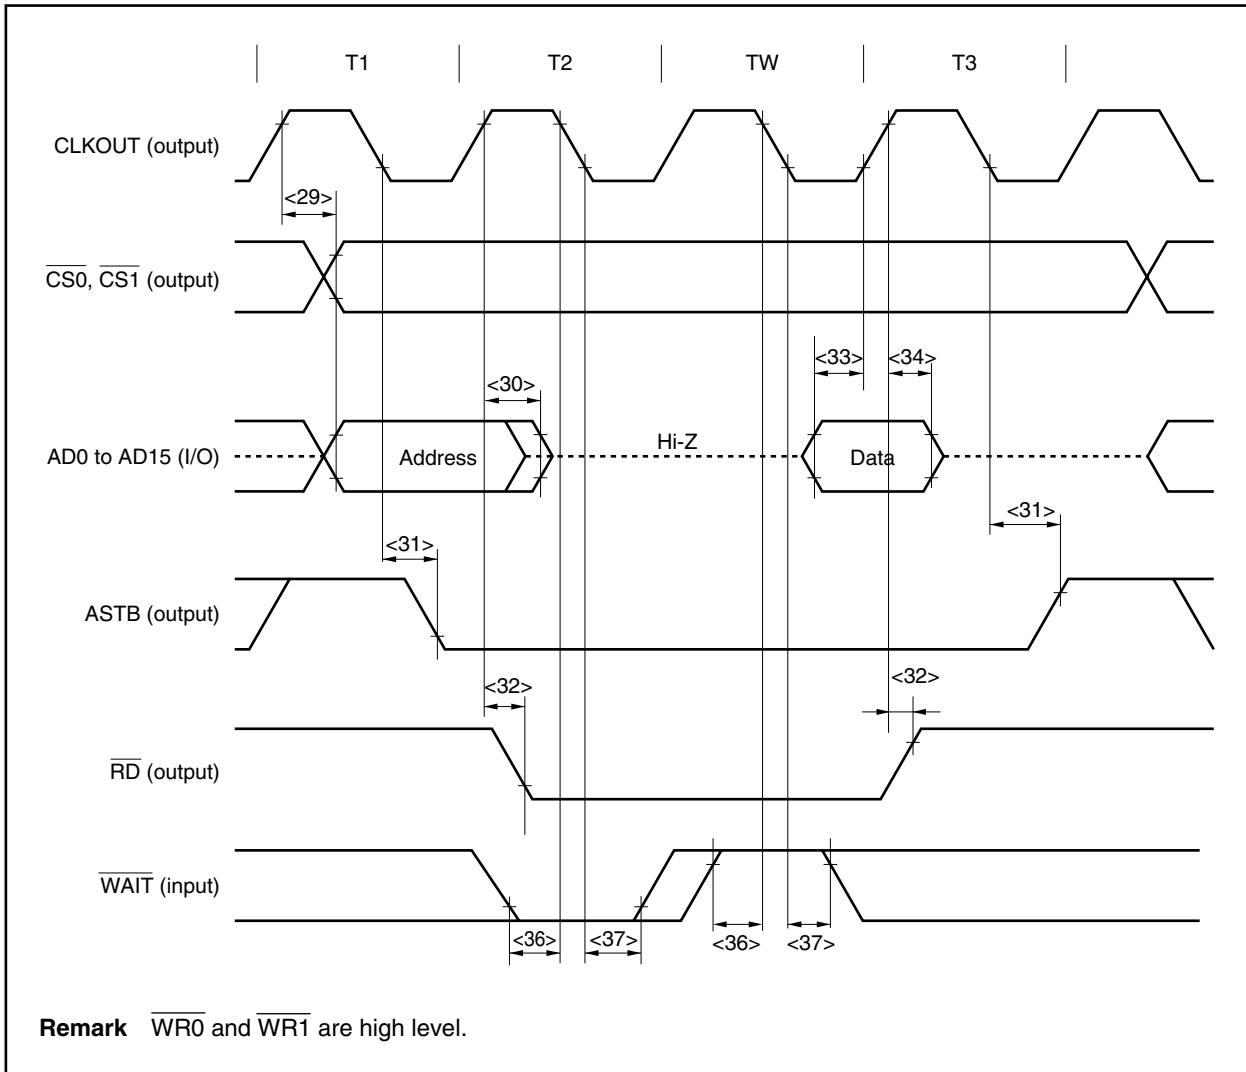 T1 T2 TW T3
CLKOUT (output)
<29>
CS0, CS1 (output)
<33> <34>
<30>
AD0 to AD15 (I/O) Address Hi-Z Data
<31>
<31>
ASTB (output)
<32>
<32>
RD (output)
WAIT (input)
<36> <37> <36> <37>
Remark WR0 and WR1 are high level.